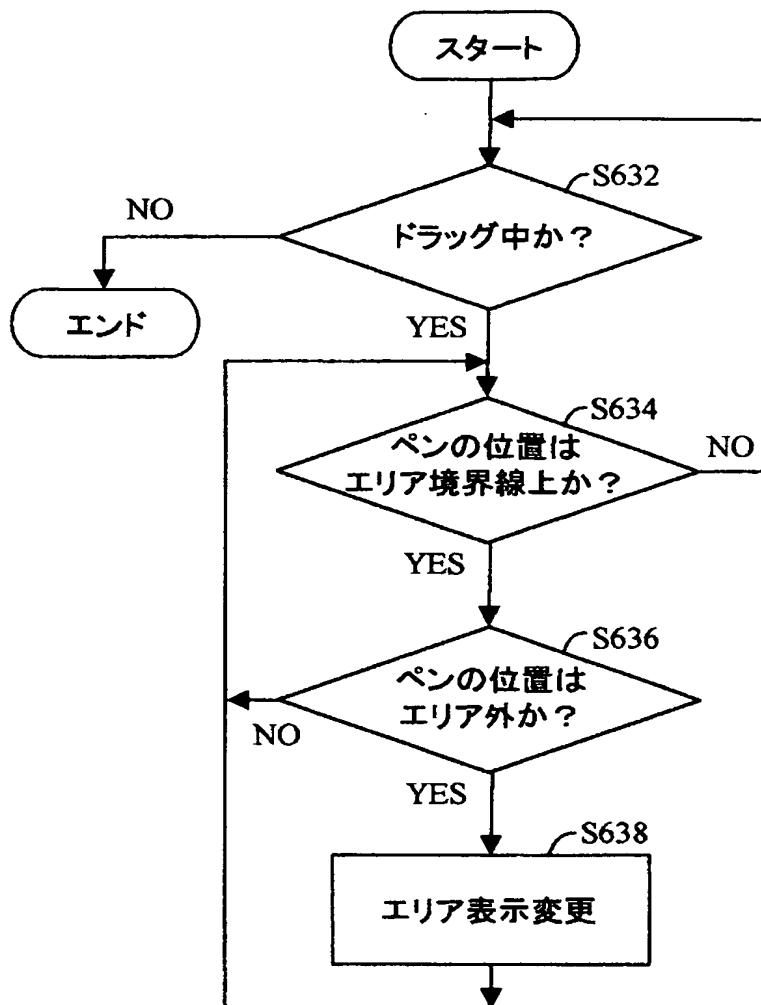 スタート
S632
NO
ドラッグ中か？
エンド
YES
S634
ペンの位置は
エリア境界線上か？
NO
YES
S636
ペンの位置は
エリア外か？
NO
YES
S638
エリア表示変更